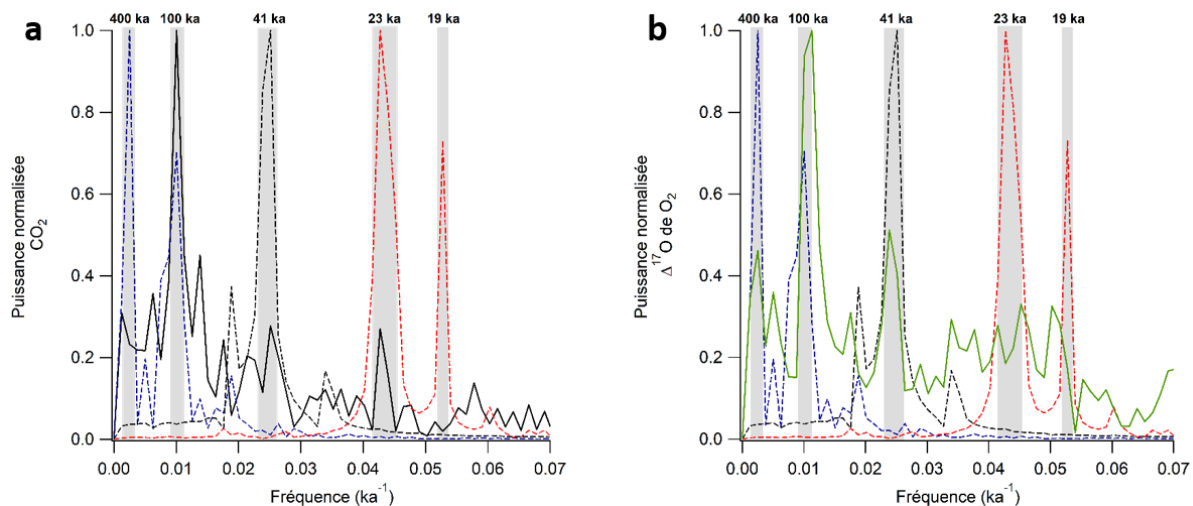 a
400 ka 100 ka 41 ka 23 ka 19 ka
Puissance normalisée
CO2
1.0
0.8
0.6
0.4
0.2
0.0
0.00 0.01 0.02 0.03 0.04 0.05 0.06 0.07
Fréquence (ka⁻¹)
b
400 ka 100 ka 41 ka 23 ka 19 ka
Puissance normalisée
Δ¹⁷O de O₂
1.0
0.8
0.6
0.4
0.2
0.0
0.00 0.01 0.02 0.03 0.04 0.05 0.06 0.07
Fréquence (ka⁻¹)